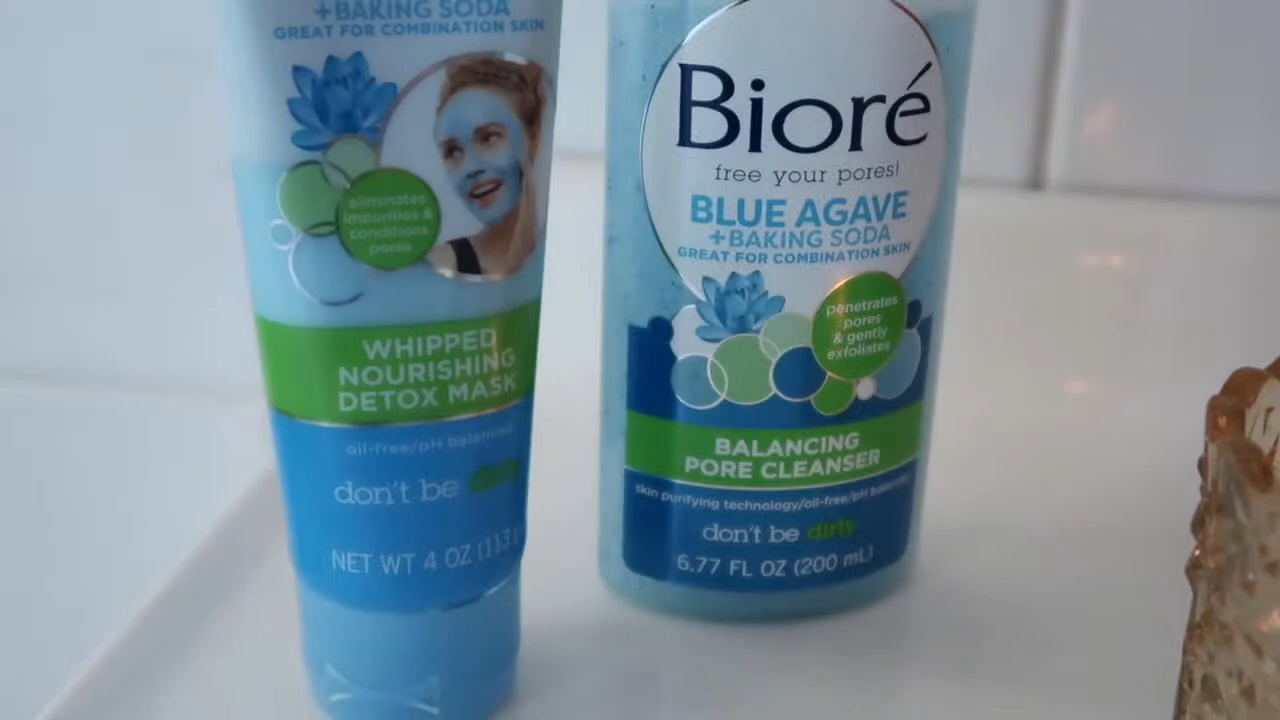 +BAKING SODA
GREAT FOR COMBINATION SKIN
eliminates
impurities &
conditions
pores
WHIPPED
NOURISHING
DETOX MASK
oil-free/pH balanced
don't be dirty
NET WT 4 OZ (113
Bioré
free your pores!
BLUE AGAVE
+BAKING SODA
GREAT FOR COMBINATION SKIN
penetrates
pores
& gently
exfoliates
BALANCING
PORE CLEANSER
skin purifying technology/oil-free/pH balanced
don't be dirty
6.77 FL OZ (200 mL)